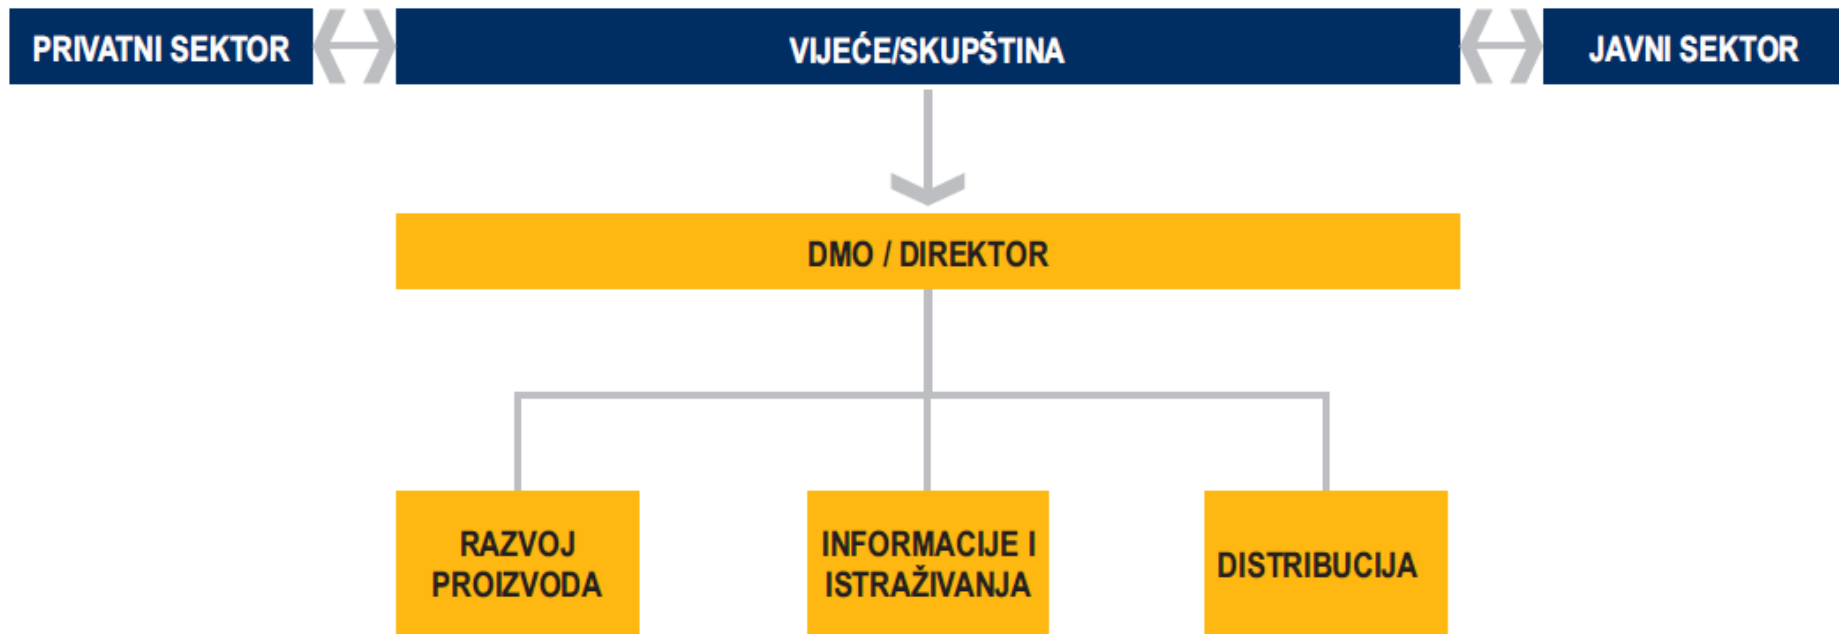 PRIVATNI SEKTOR
VIJEĆE/SKUPŠTINA
JAVNI SEKTOR
DMO / DIREKTOR
RAZVOJ
PROIZVODA
INFORMACIJE I
ISTRAŽIVANJA
DISTRIBUCIJA